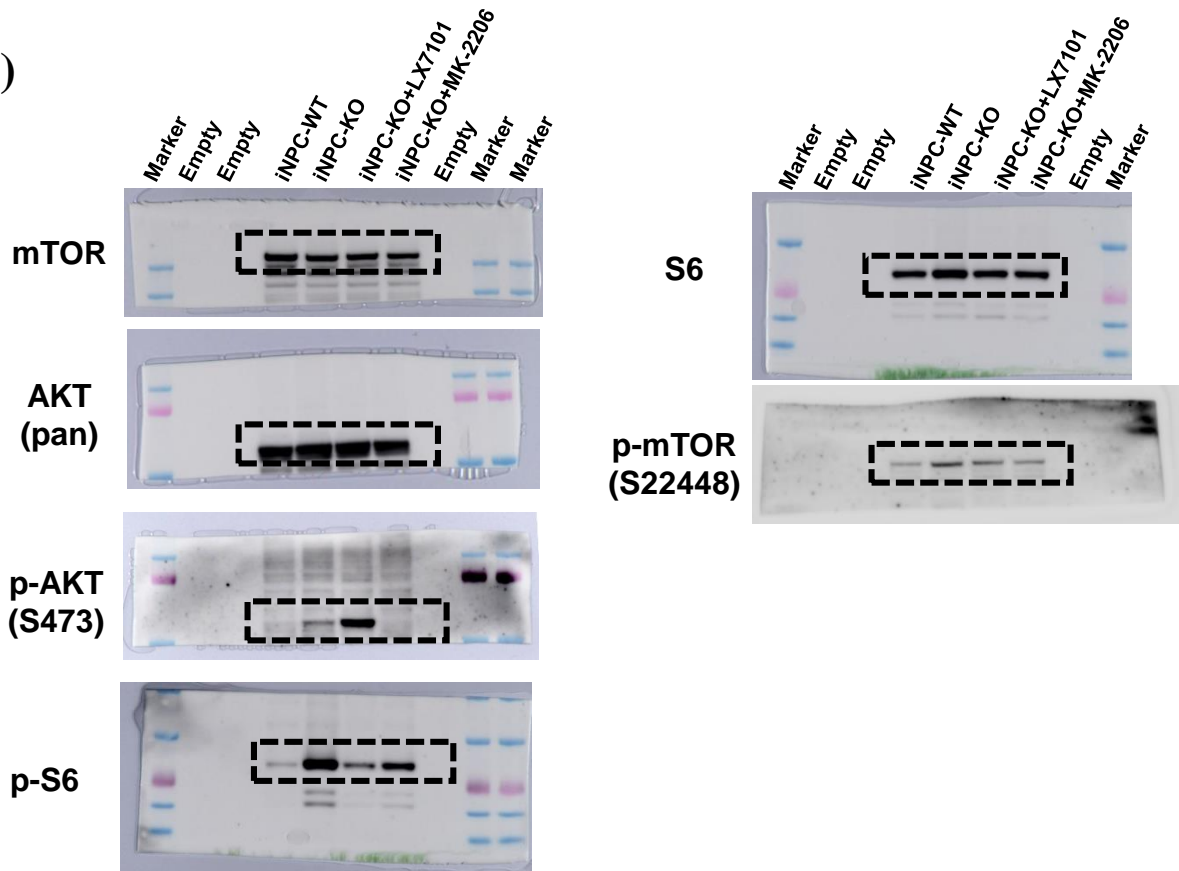 )
Marker
Empty
Empty
iNPC-WT
iNPC-KO
iNPC-KO+LX7101
iNPC-KO+MK-2206
Empty
Marker
Marker
mTOR
AKT
(pan)
p-AKT
(S473)
p-S6
Marker
Empty
Empty
iNPC-WT
iNPC-KO
iNPC-KO+LX7101
iNPC-KO+MK-2206
Empty
Marker
S6
p-mTOR
(S22448)